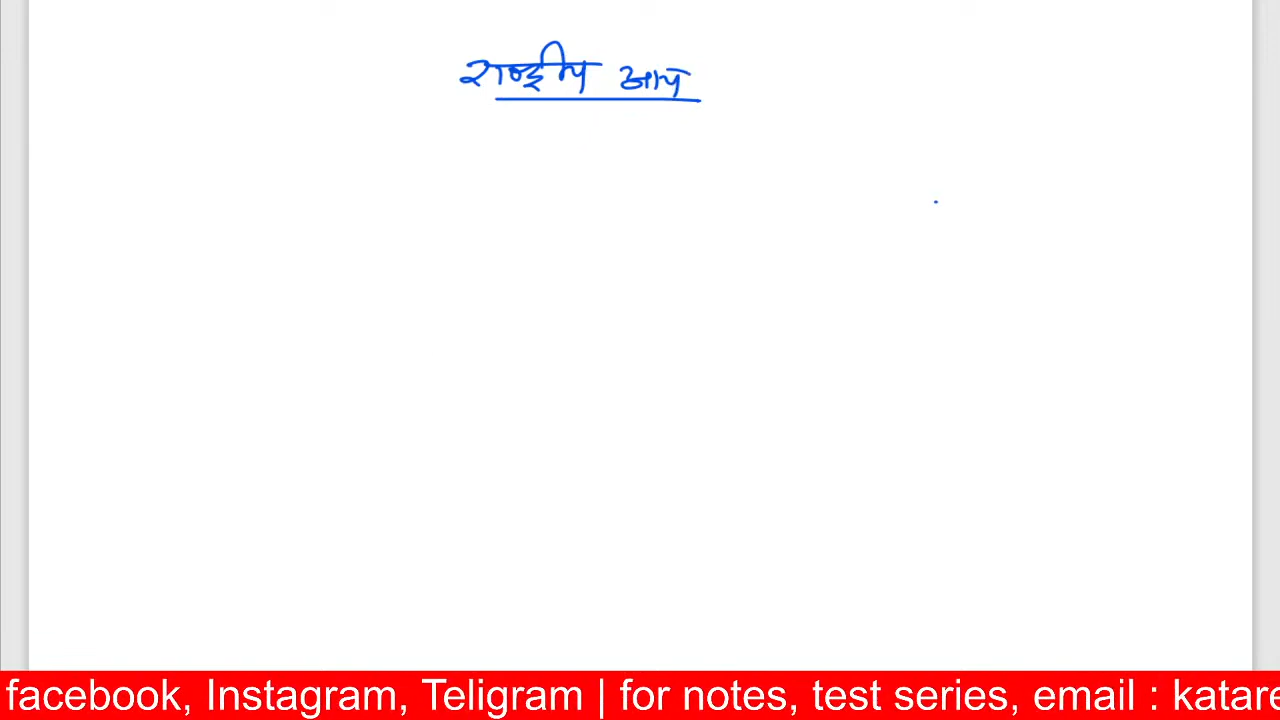 राष्ट्रीय आय
facebook, Instagram, Teligram | for notes, test series, email : katare